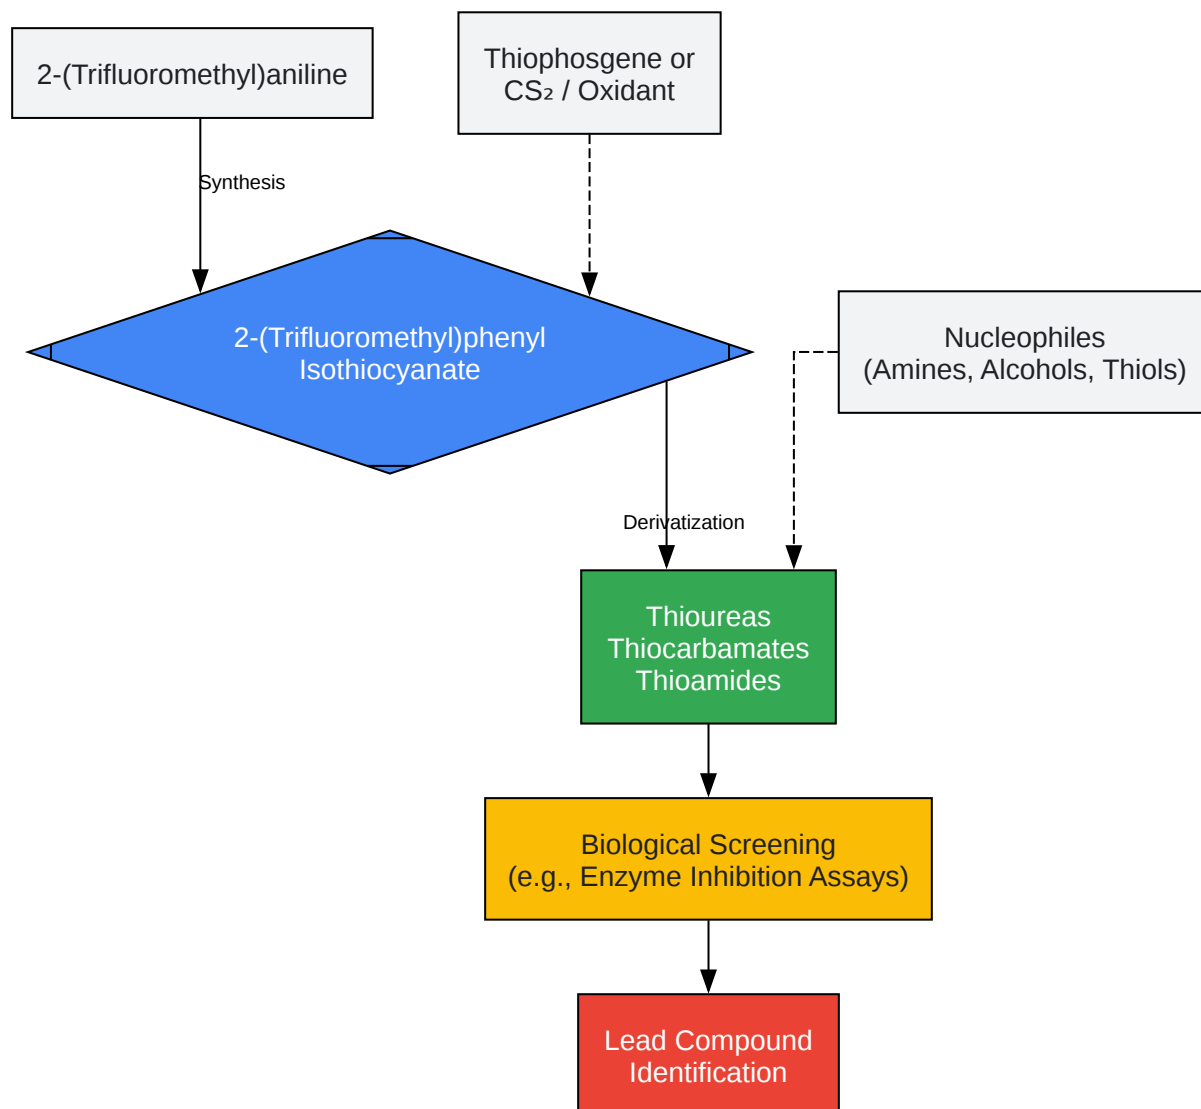 2-(Trifluoromethyl)aniline
Thiophosgene or
CS₂ / Oxidant
Synthesis
2-(Trifluoromethyl)phenyl
Isothiocyanate
Nucleophiles
(Amines, Alcohols, Thiols)
Derivatization
Thioureas
Thiocarbamates
Thioamides
Biological Screening
(e.g., Enzyme Inhibition Assays)
Lead Compound
Identification